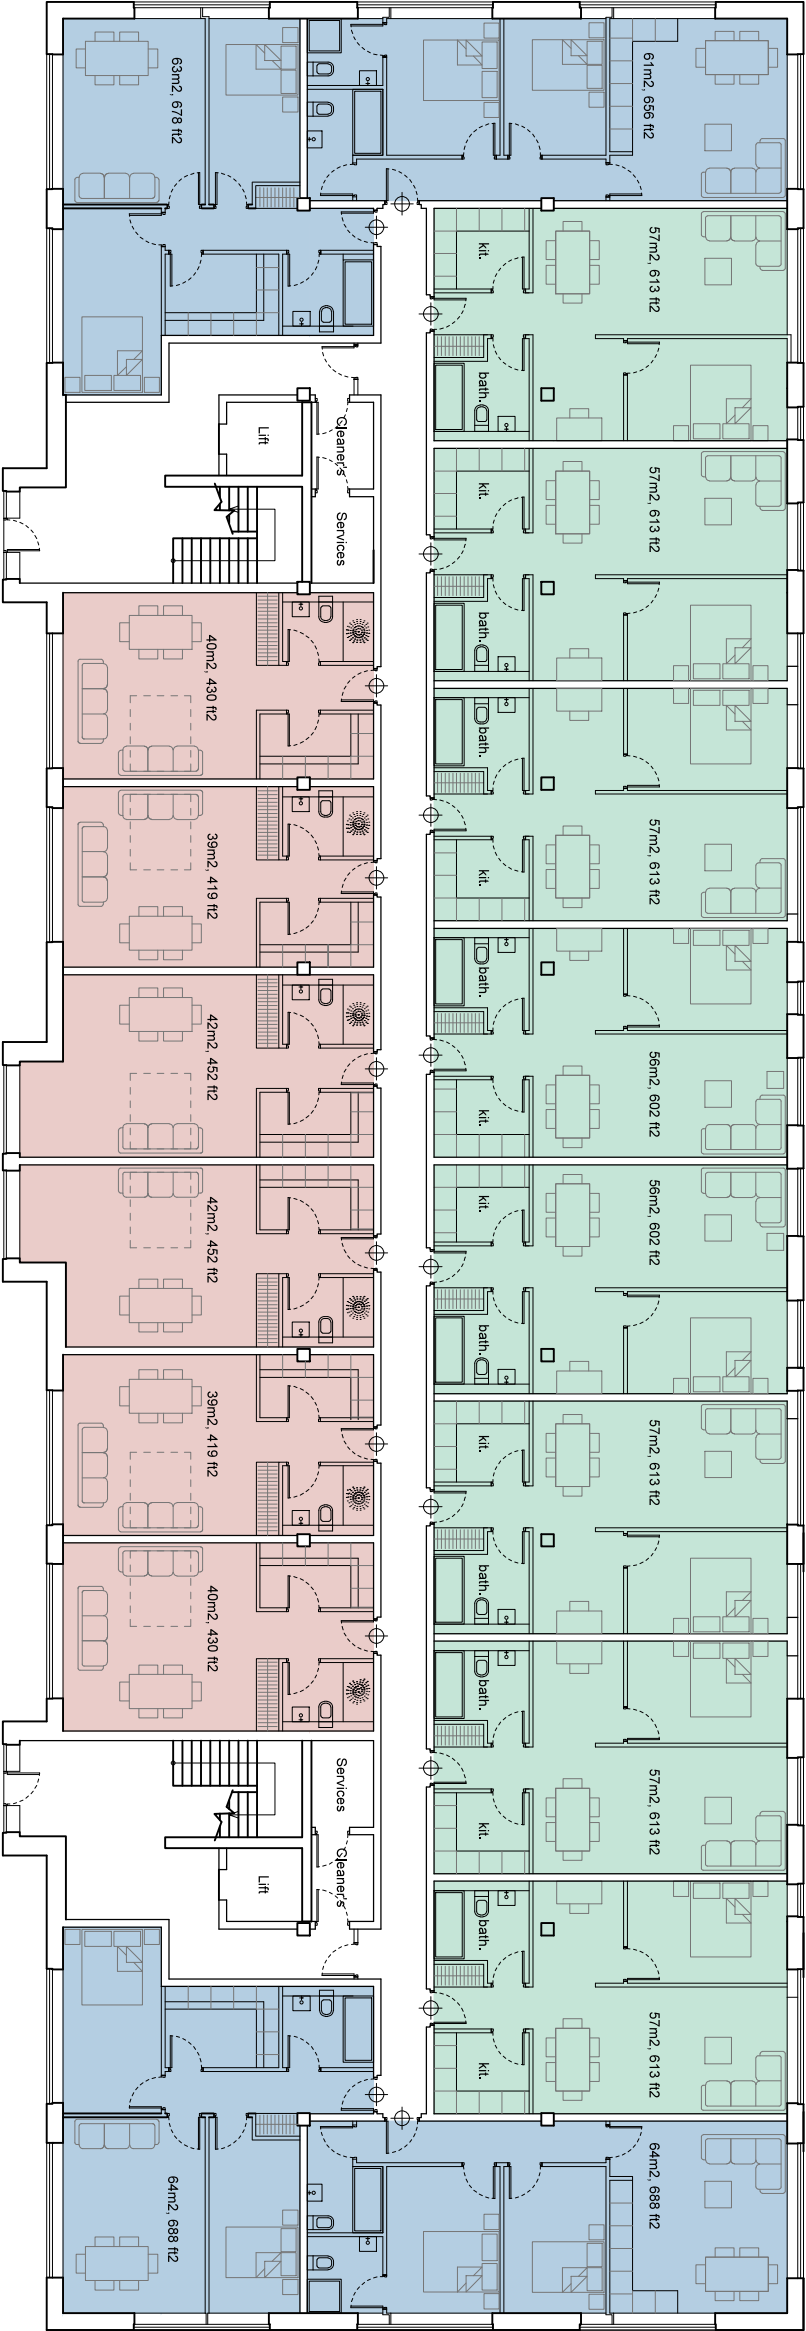 63m2, 678 ft2
61m2, 656 ft2
kit.
57m2, 613 ft2
bath.
Lift
Cleaner's
kit.
57m2, 613 ft2
Services
bath.
40m2, 430 ft2
bath.
39m2, 419 ft2
kit.
57m2, 613 ft2
bath.
42m2, 452 ft2
kit.
56m2, 602 ft2
42m2, 452 ft2
kit.
56m2, 602 ft2
bath.
39m2, 419 ft2
kit.
57m2, 613 ft2
bath.
40m2, 430 ft2
bath.
Services
kit.
57m2, 613 ft2
Lift
Cleaner's
bath.
kit.
57m2, 613 ft2
64m2, 688 ft2
64m2, 688 ft2